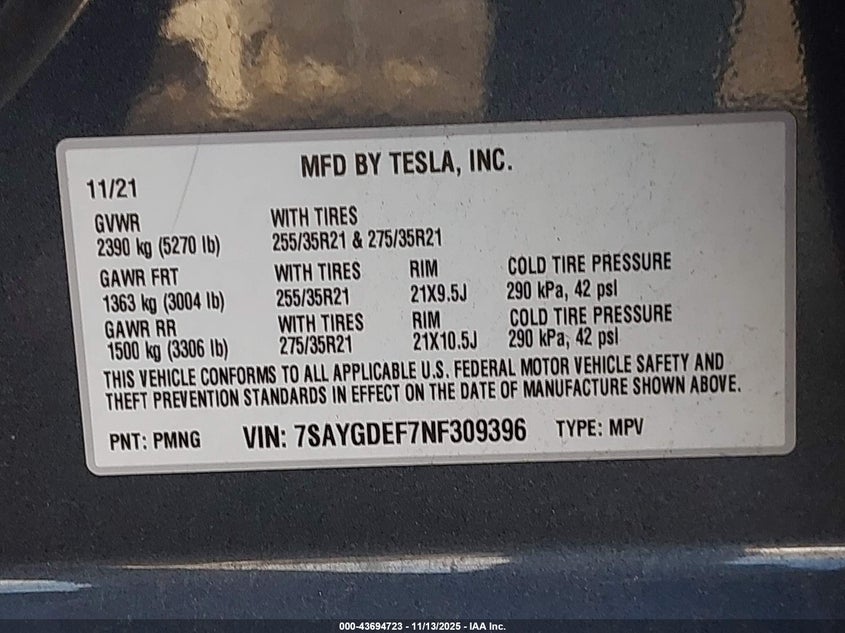 MFD BY TESLA, INC.
11/21
GVWR WITH TIRES
2390 kg (5270 lb) 255/35R21 & 275/35R21
GAWR FRT WITH TIRES RIM COLD TIRE PRESSURE
1363 kg (3004 lb) 255/35R21 21X9.5J 290 kPa, 42 psi
GAWR RR WITH TIRES RIM COLD TIRE PRESSURE
1500 kg (3306 lb) 275/35R21 21X10.5J 290 kPa, 42 psi
THIS VEHICLE CONFORMS TO ALL APPLICABLE U.S. FEDERAL MOTOR VEHICLE SAFETY AND
THEFT PREVENTION STANDARDS IN EFFECT ON THE DATE OF MANUFACTURE SHOWN ABOVE.
PNT: PMNG VIN: 7SAYGDEF7NF309396 TYPE: MPV
000-43694723 - 11/13/2025 - IAA Inc.